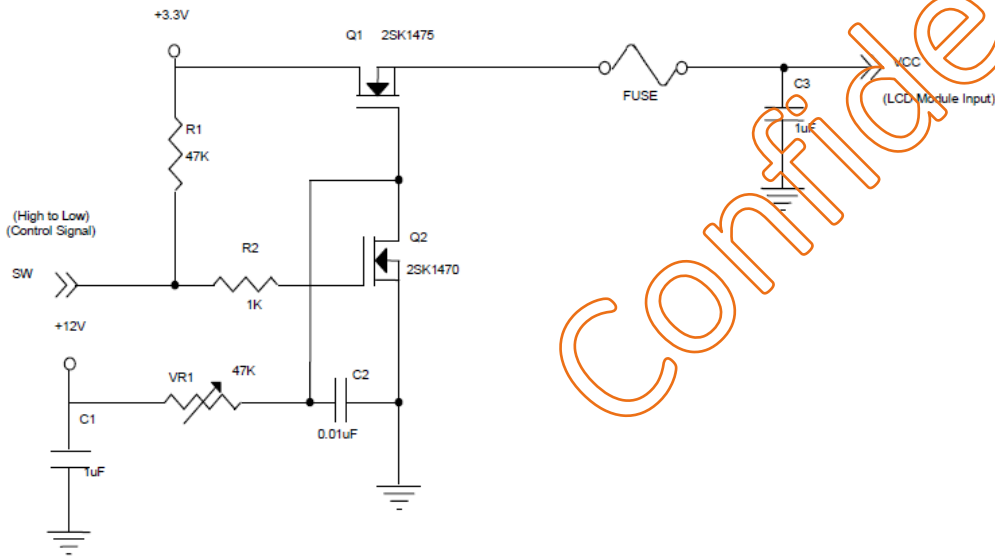 +3.3V
Q1 2SK1475
FUSE
VCC
(LCD Module Input)
C3
1uF
R1
47K
(High to Low)
(Control Signal)
SW
R2
1K
Q2
2SK1470
+12V
VR1
47K
C2
0.01uF
C1
1uF
Confide